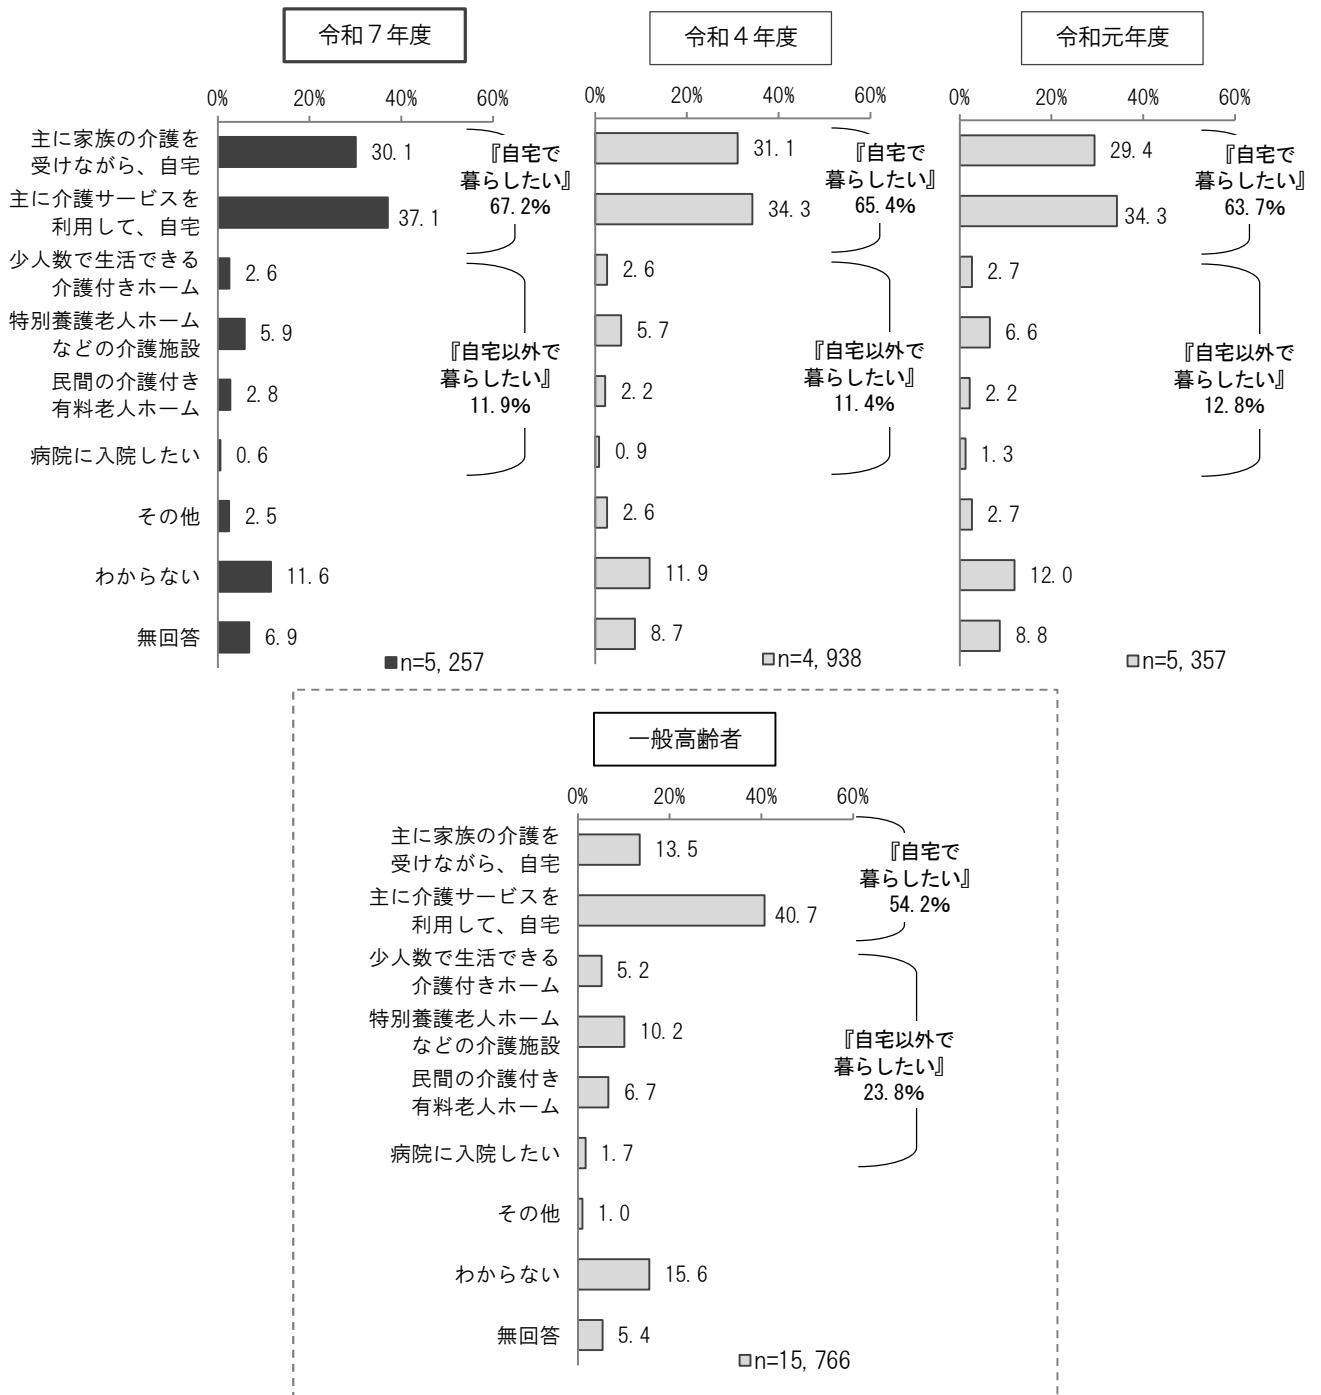 令和７年度
0% 20% 40% 60%
主に家族の介護を
受けながら、自宅
30.1
主に介護サービスを
利用して、自宅
37.1
『自宅で
暮らしたい』
67.2%
少人数で生活できる
介護付きホーム
2.6
特別養護老人ホーム
などの介護施設
5.9
民間の介護付き
有料老人ホーム
2.8
病院に入院したい
0.6
『自宅以外で
暮らしたい』
11.9%
その他
2.5
わからない
11.6
無回答
6.9
n=5,257
令和４年度
0% 20% 40% 60%
31.1
34.3
『自宅で
暮らしたい』
65.4%
2.6
5.7
2.2
0.9
『自宅以外で
暮らしたい』
11.4%
2.6
11.9
8.7
n=4,938
令和元年度
0% 20% 40% 60%
29.4
34.3
『自宅で
暮らしたい』
63.7%
2.7
6.6
2.2
1.3
『自宅以外で
暮らしたい』
12.8%
2.7
12.0
8.8
n=5,357
一般高齢者
0% 20% 40% 60%
主に家族の介護を
受けながら、自宅
13.5
主に介護サービスを
利用して、自宅
40.7
『自宅で
暮らしたい』
54.2%
少人数で生活できる
介護付きホーム
5.2
特別養護老人ホーム
などの介護施設
10.2
民間の介護付き
有料老人ホーム
6.7
病院に入院したい
1.7
『自宅以外で
暮らしたい』
23.8%
その他
1.0
わからない
15.6
無回答
5.4
n=15,766